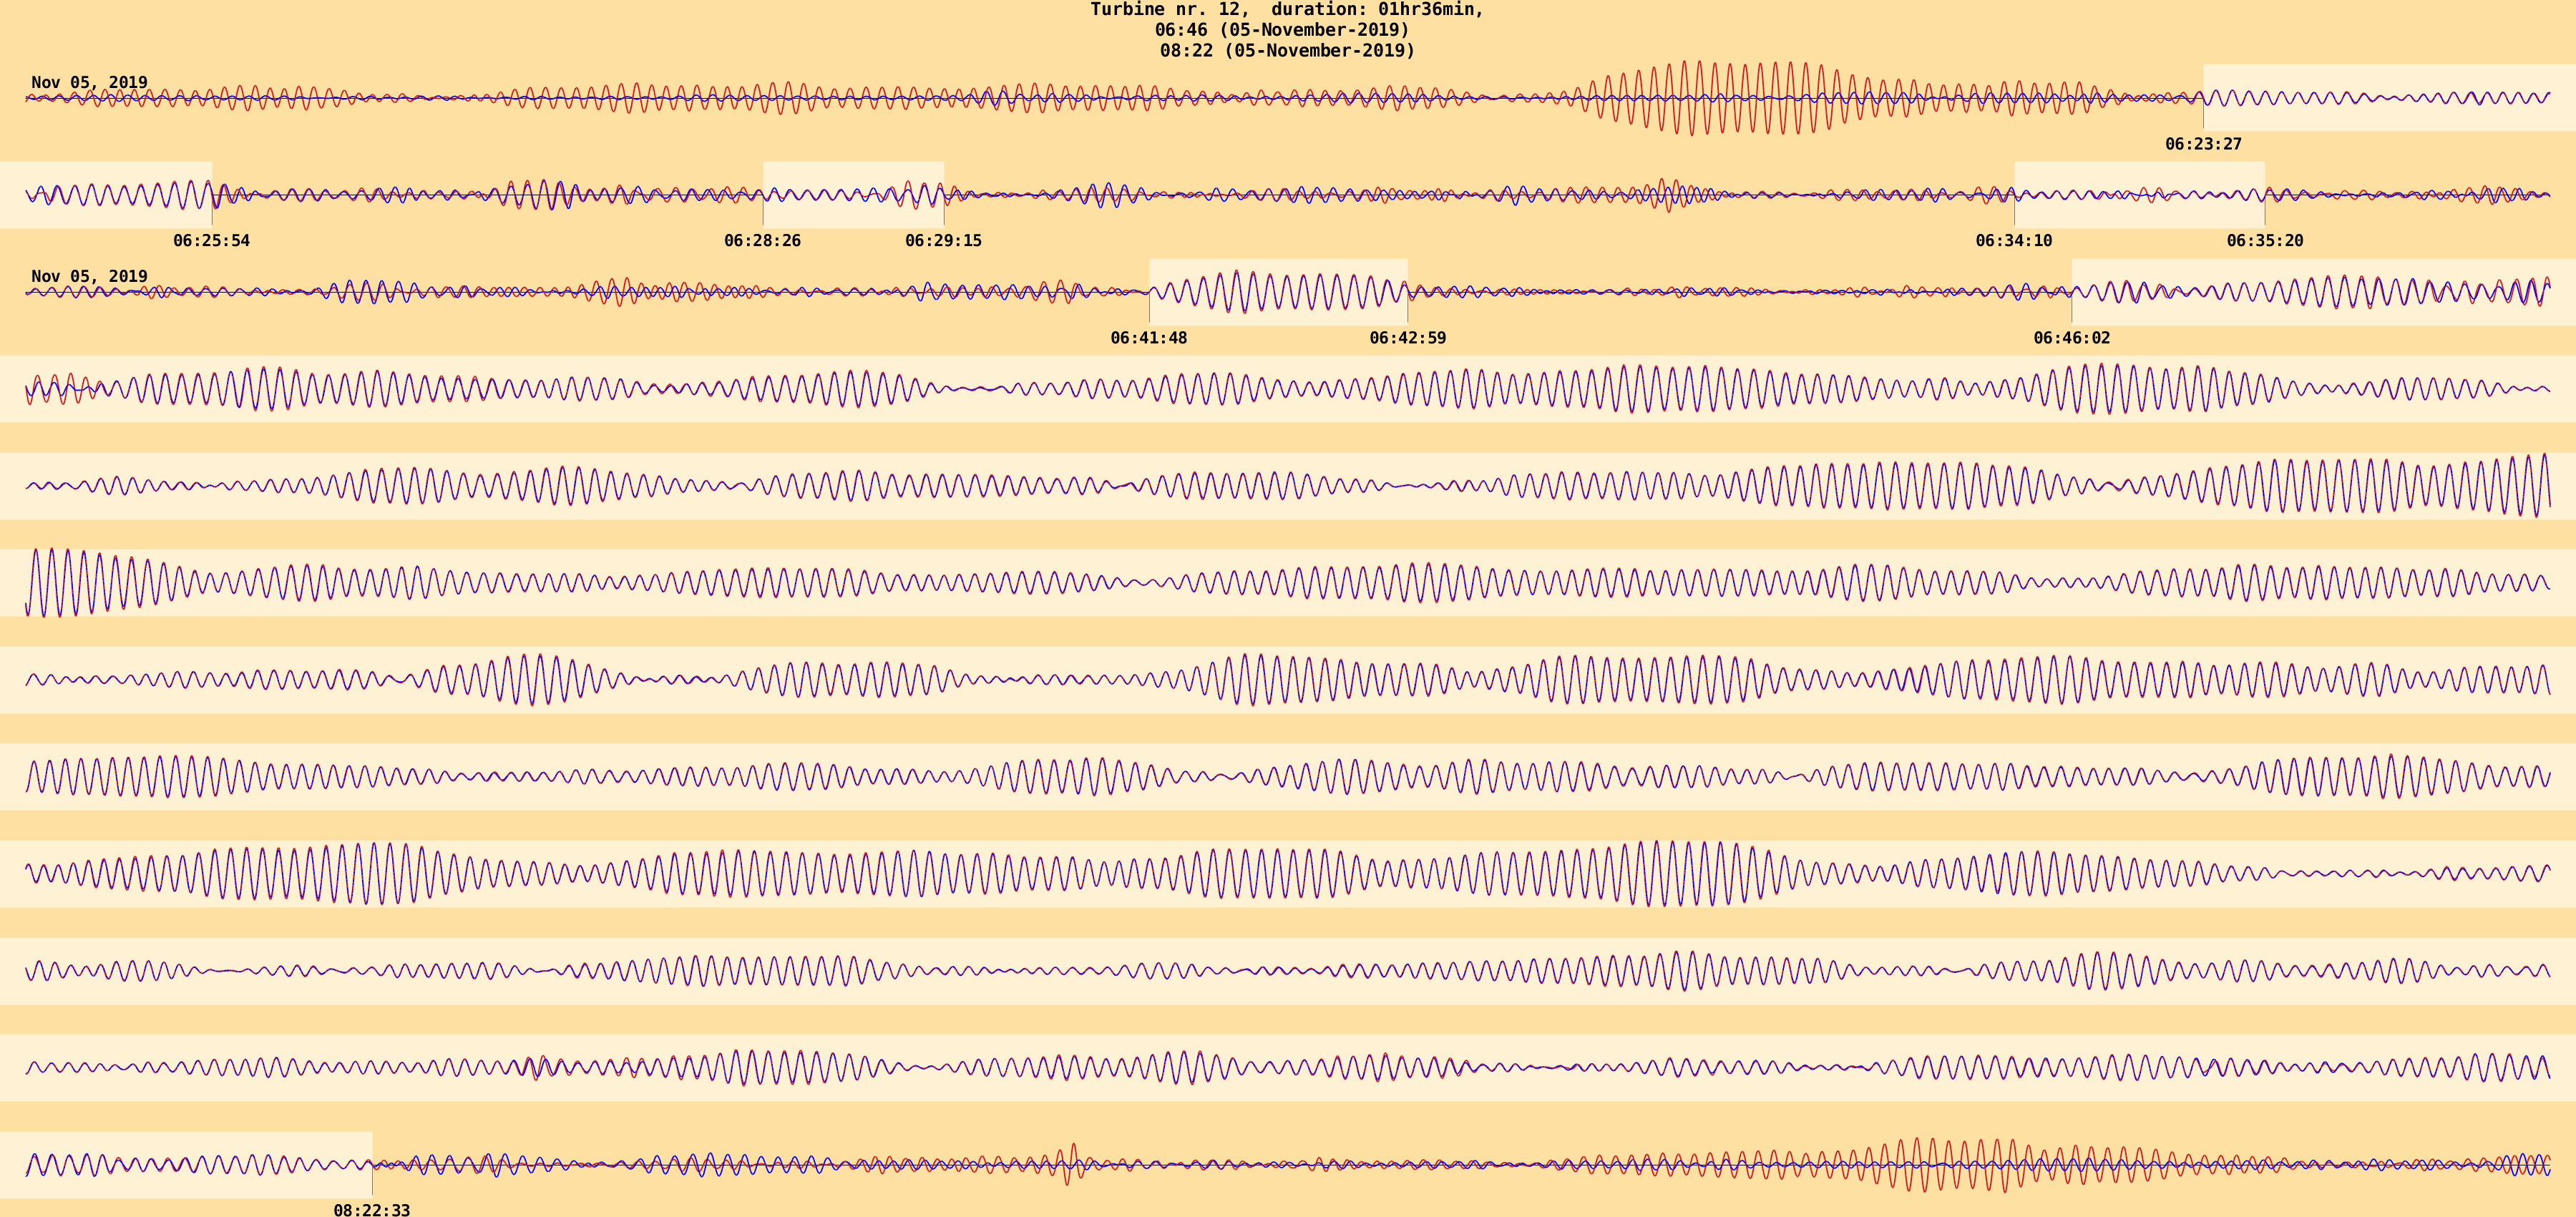 Turbine nr. 12,  duration: 01hr36min,
06:46 (05-November-2019)
08:22 (05-November-2019)
Nov 05, 2019
06:23:27
06:25:54
06:28:26
06:29:15
06:34:10
06:35:20
Nov 05, 2019
06:41:48
06:42:59
06:46:02
08:22:33